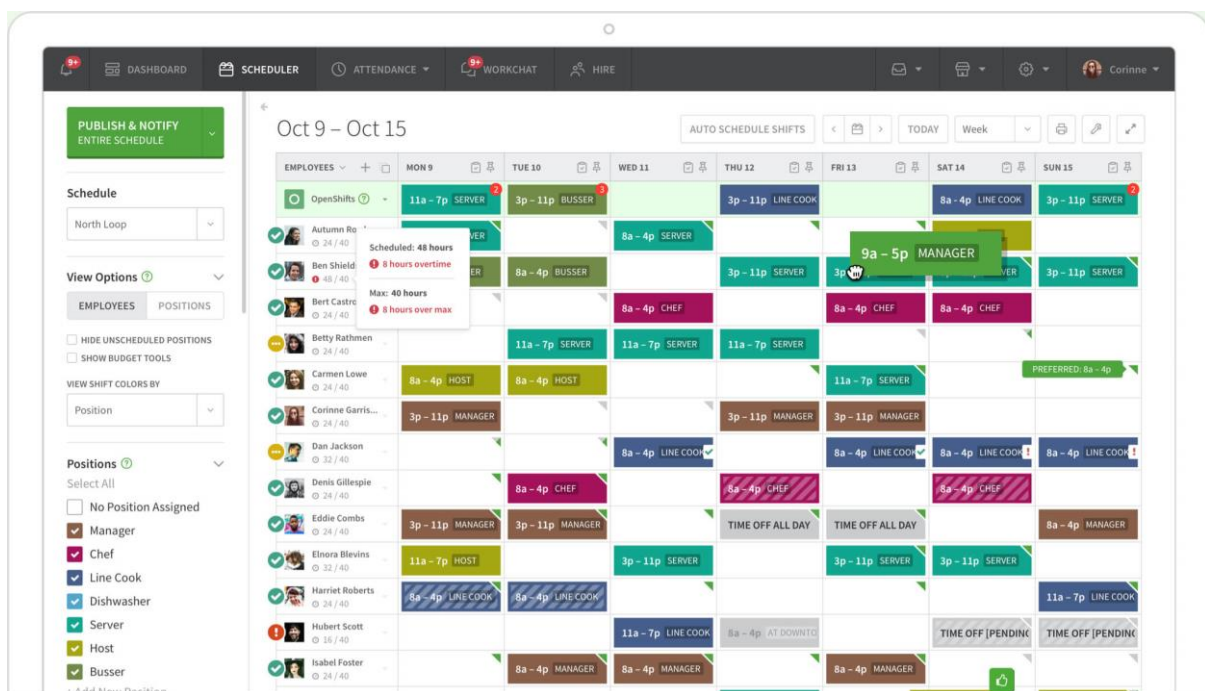 9+ DASHBOARD SCHEDULER ATTENDANCE 9+ WORKCHAT HIRE Corinne
PUBLISH & NOTIFY
ENTIRE SCHEDULE
Schedule
North Loop
View Options ?
EMPLOYEES POSITIONS
HIDE UNSCHEDULED POSITIONS
SHOW BUDGET TOOLS
VIEW SHIFT COLORS BY
Position
Positions ?
Select All
No Position Assigned
Manager
Chef
Line Cook
Dishwasher
Server
Host
Busser
+ Add New Position
Oct 9 – Oct 15
AUTO SCHEDULE SHIFTS < > TODAY Week
EMPLOYEES + MON 9 TUE 10 WED 11 THU 12 FRI 13 SAT 14 SUN 15
OpenShifts ? 11a – 7p SERVER 2 3p – 11p BUSSER 3 3p – 11p LINE COOK 8a - 4p LINE COOK 3p – 11p SERVER 2
Autumn 8a – 4p SERVER
24 / 40
Scheduled: 48 hours
8 hours overtime
Max: 40 hours
8 hours over max
9a – 5p MANAGER
Ben Shield 8a – 4p BUSSER 3p – 11p SERVER 3p 3p – 11p SERVER
48 / 40
Bert Castro 8a – 4p CHEF 8a – 4p CHEF 8a – 4p CHEF
24 / 40
Betty Rathmen 11a – 7p SERVER 11a – 7p SERVER 11a – 7p SERVER
24 / 40
Carmen Lowe 8a – 4p HOST 8a – 4p HOST 11a – 7p SERVER PREFERRED: 8a – 4p
24 / 40
Corinne Garris... 3p – 11p MANAGER 3p – 11p MANAGER 3p – 11p MANAGER
24 / 40
Dan Jackson 8a – 4p LINE COOK 8a – 4p LINE COOK 8a – 4p LINE COOK ! 8a – 4p LINE COOK !
32 / 40
Denis Gillespie 8a – 4p CHEF 8a – 4p CHEF 8a – 4p CHEF
24 / 40
Eddie Combs 3p – 11p MANAGER 3p – 11p MANAGER TIME OFF ALL DAY TIME OFF ALL DAY 8a – 4p MANAGER
24 / 40
Elnora Blevins 11a – 7p HOST 3p – 11p SERVER 3p – 11p SERVER 3p – 11p SERVER
32 / 40
Harriet Roberts 8a – 4p LINE COOK 8a – 4p LINE COOK 11a – 7p LINE COOK
24 / 40
Hubert Scott 11a – 7p LINE COOK 8a – 4p AT DOWNTO TIME OFF [PENDING TIME OFF [PENDING
16 / 40
Isabel Foster 8a – 4p MANAGER 8a – 4p MANAGER 8a – 4p MANAGER
24 / 40